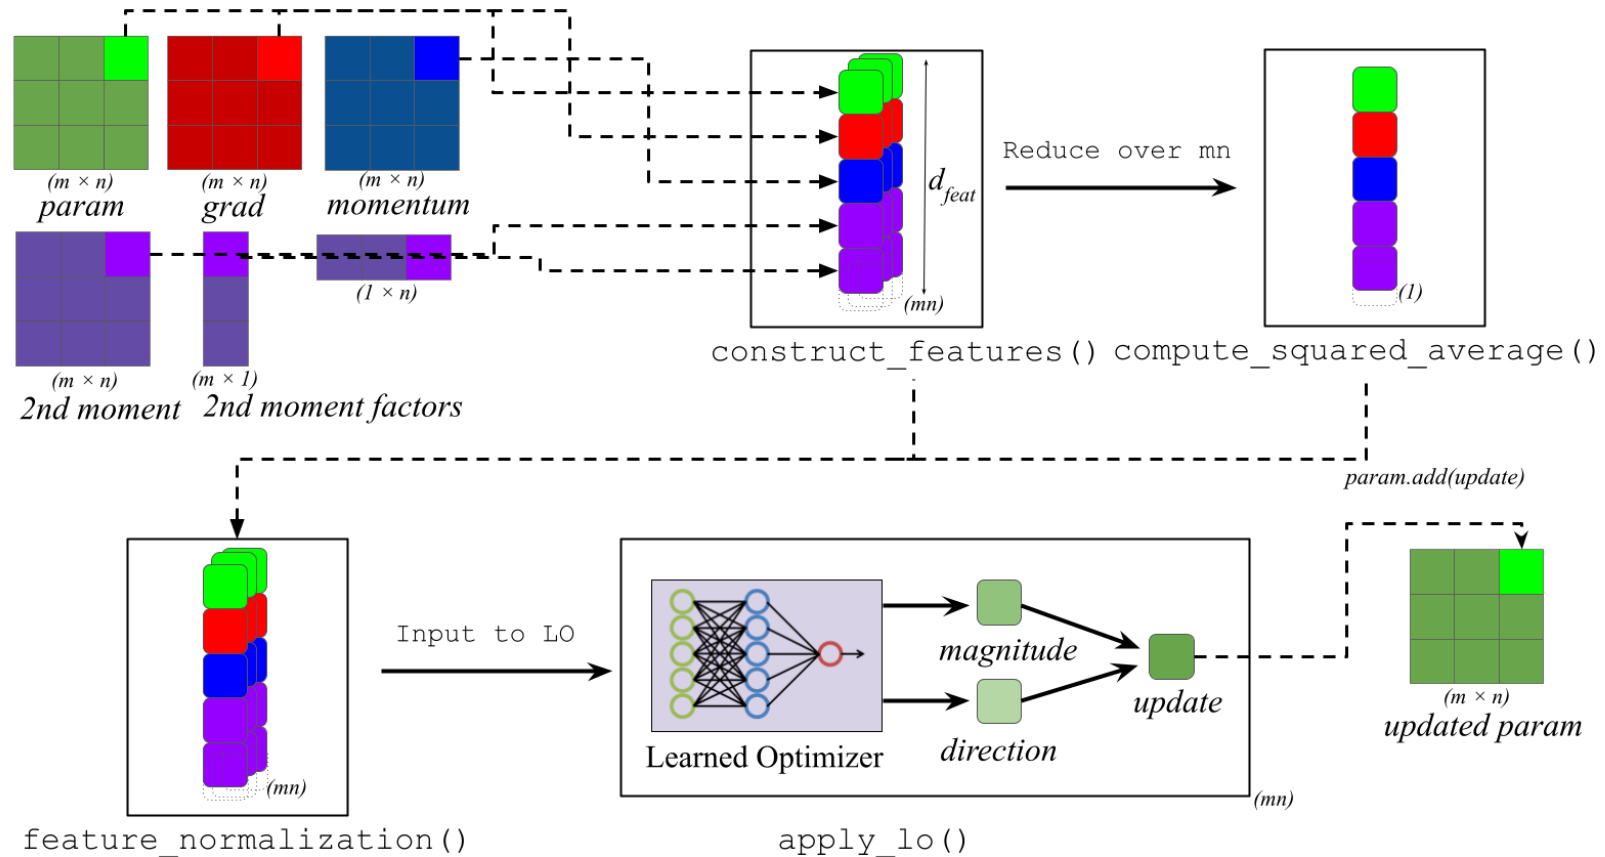 (m × n)
param
(m × n)
grad
(m × n)
momentum
(m × n)
2nd moment
(m × 1)
2nd moment factors
(1 × n)
d_feat
(mn)
construct_features()
Reduce over mn
(1)
compute_squared_average()
param.add(update)
(mn)
feature_normalization()
Input to LO
Learned Optimizer
magnitude
direction
update
(mn)
apply_lo()
(m × n)
updated param